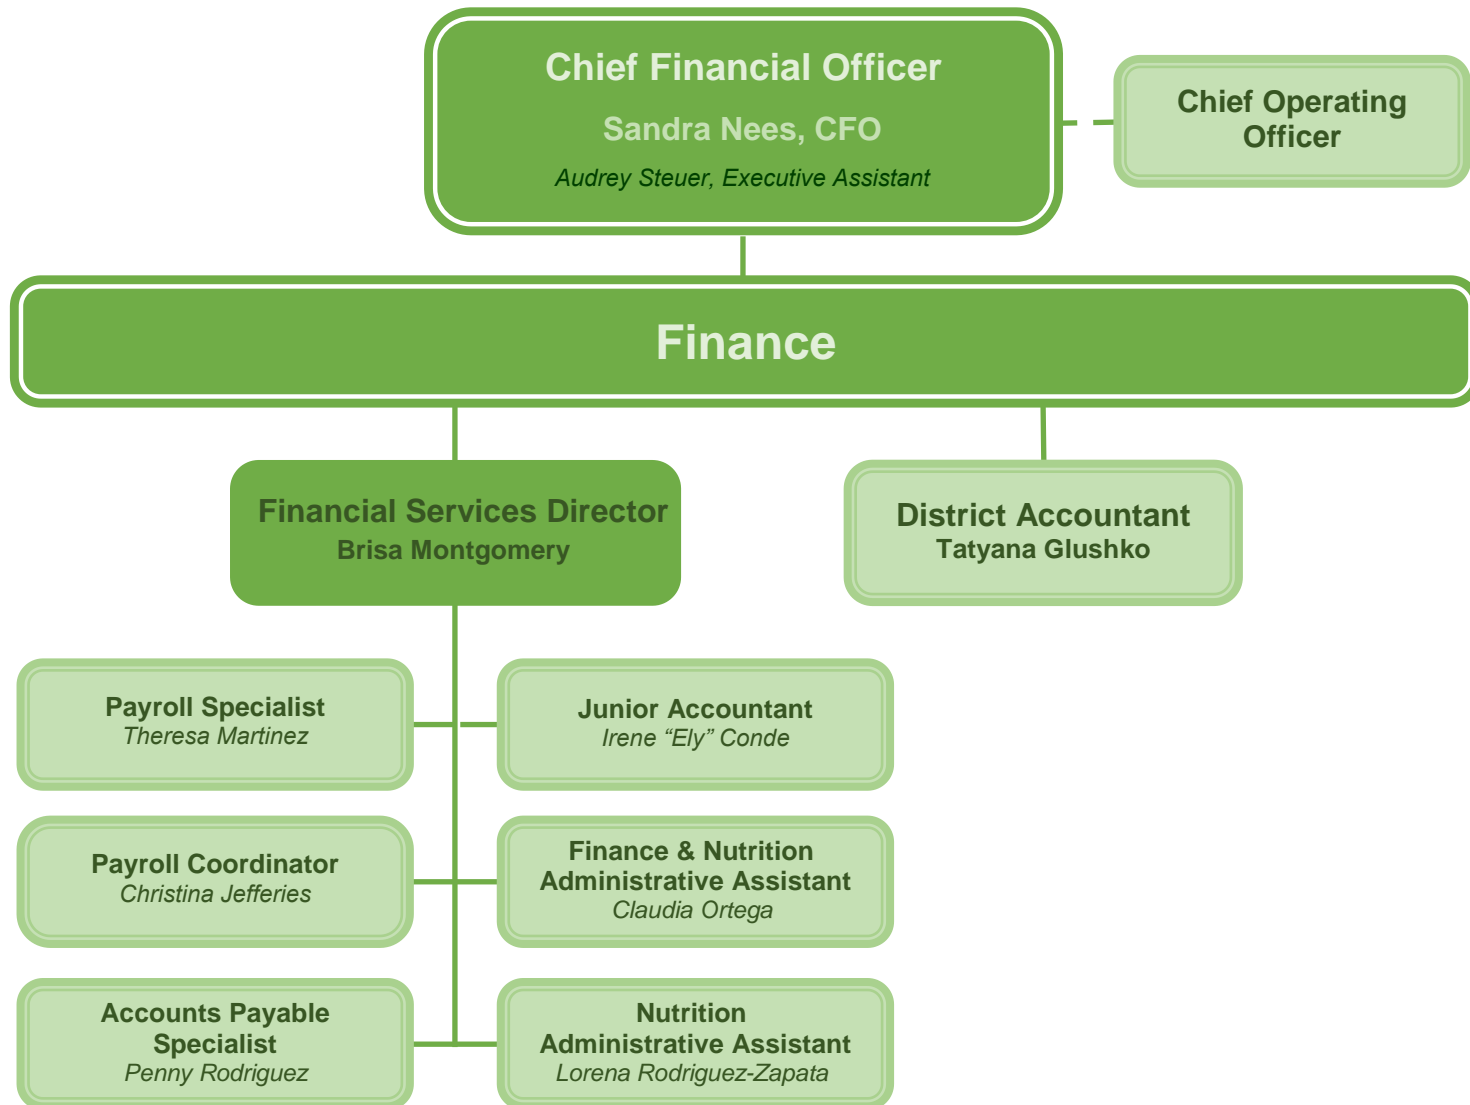 Chief Financial Officer
Sandra Nees, CFO
Audrey Steuer, Executive Assistant
Chief Operating
Officer
Finance
Financial Services Director
Brisa Montgomery
District Accountant
Tatyana Glushko
Payroll Specialist
Theresa Martinez
Junior Accountant
Irene “Ely” Conde
Payroll Coordinator
Christina Jefferies
Finance & Nutrition
Administrative Assistant
Claudia Ortega
Accounts Payable
Specialist
Penny Rodriguez
Nutrition
Administrative Assistant
Lorena Rodriguez-Zapata